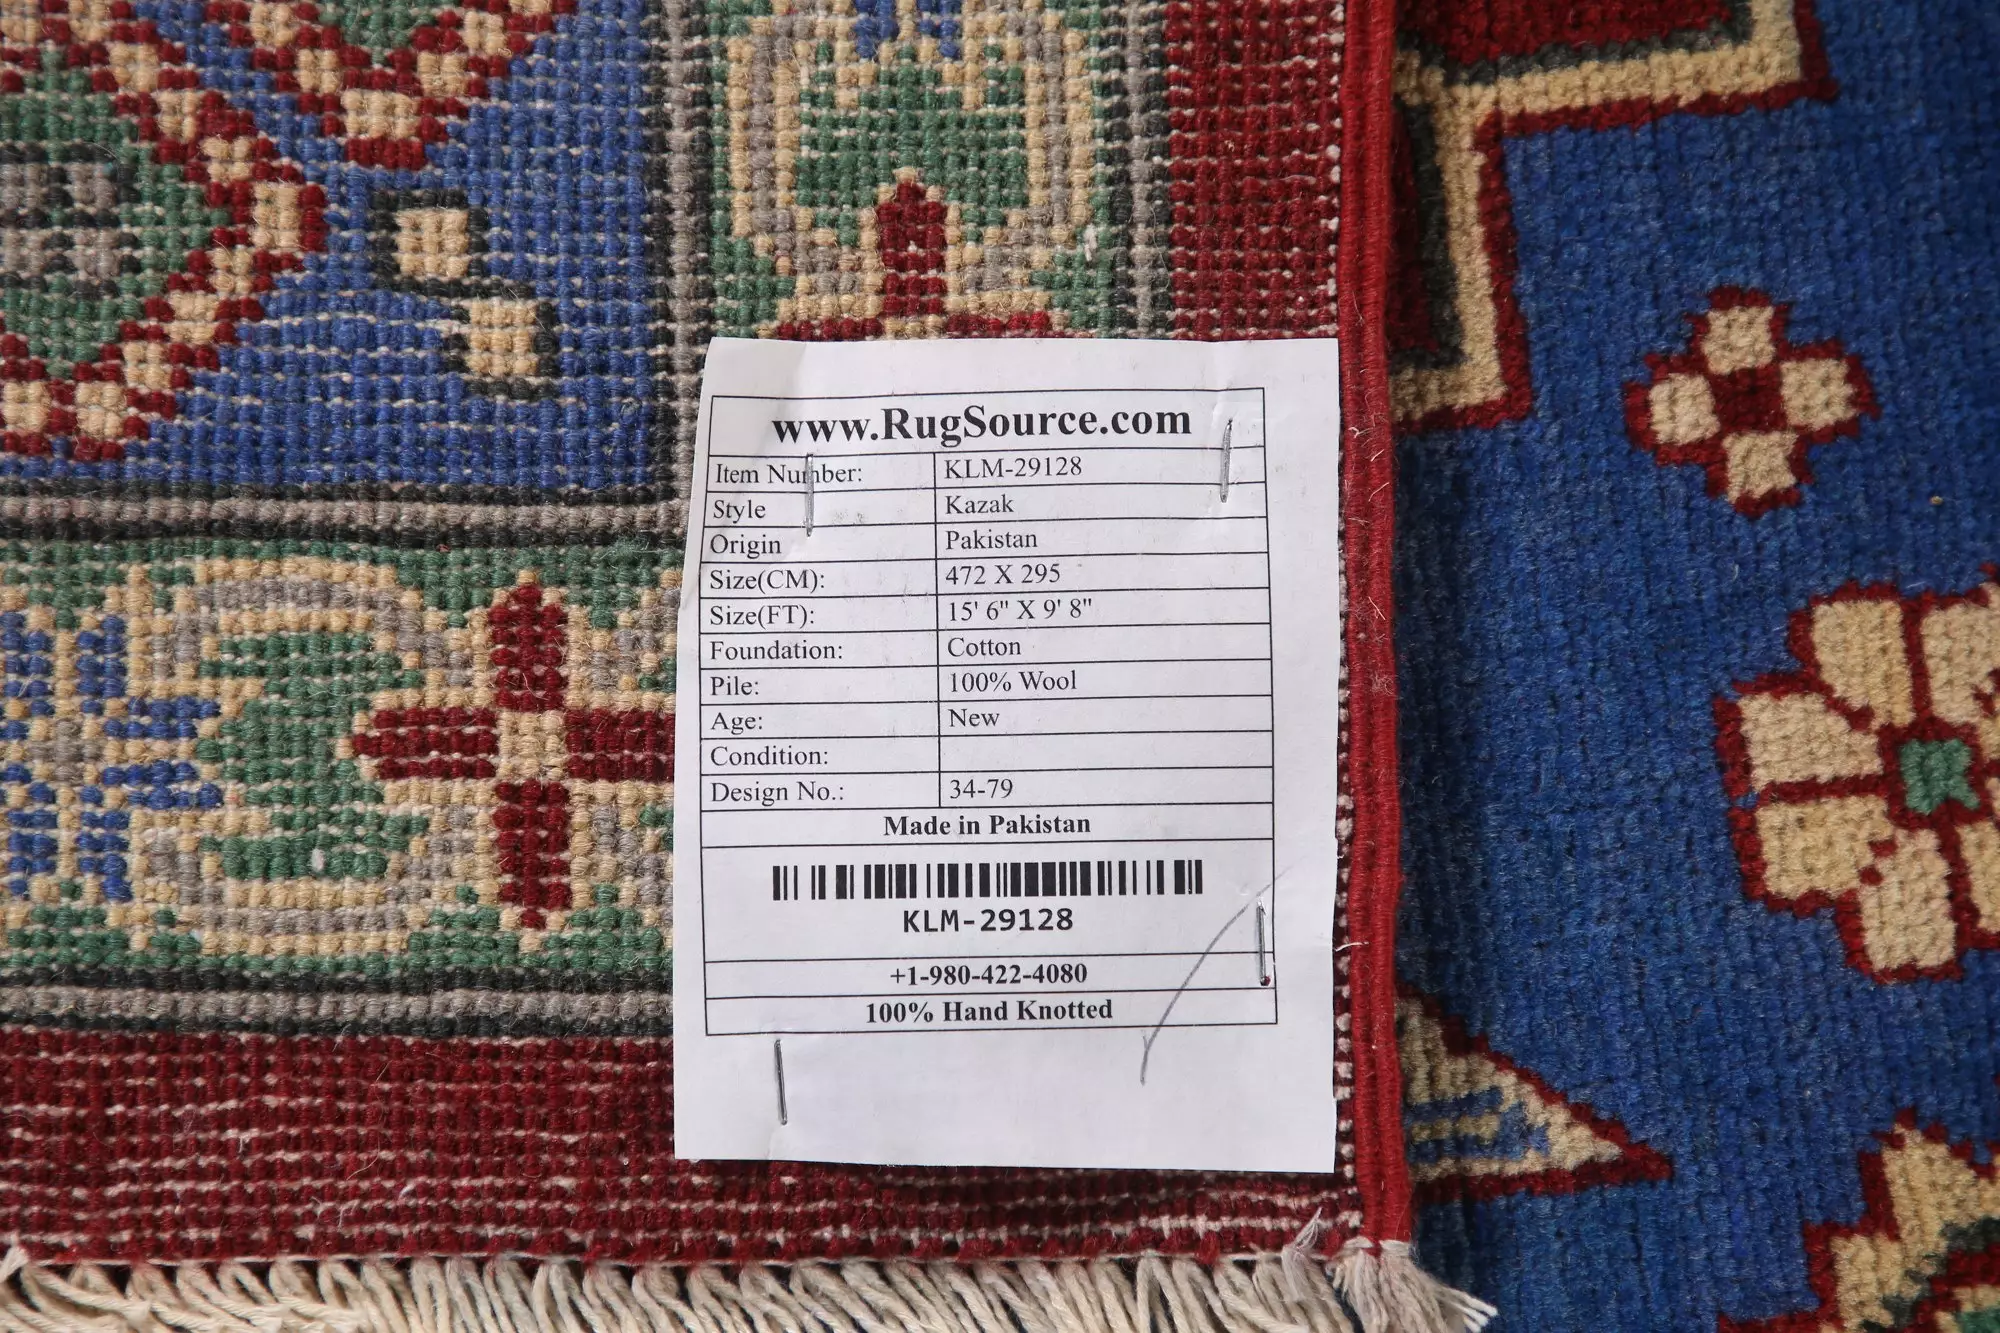 www.RugSource.com
Item Number: KLM-29128
Style Kazak
Origin Pakistan
Size(CM): 472 X 295
Size(FT): 15' 6" X 9' 8"
Foundation: Cotton
Pile: 100% Wool
Age: New
Condition:
Design No.: 34-79
Made in Pakistan
KLM-29128
+1-980-422-4080
100% Hand Knotted